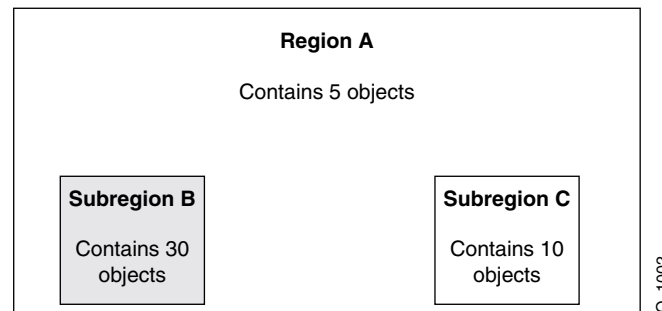 Region A
Contains 5 objects
Subregion B
Contains 30
objects
Subregion C
Contains 10
objects